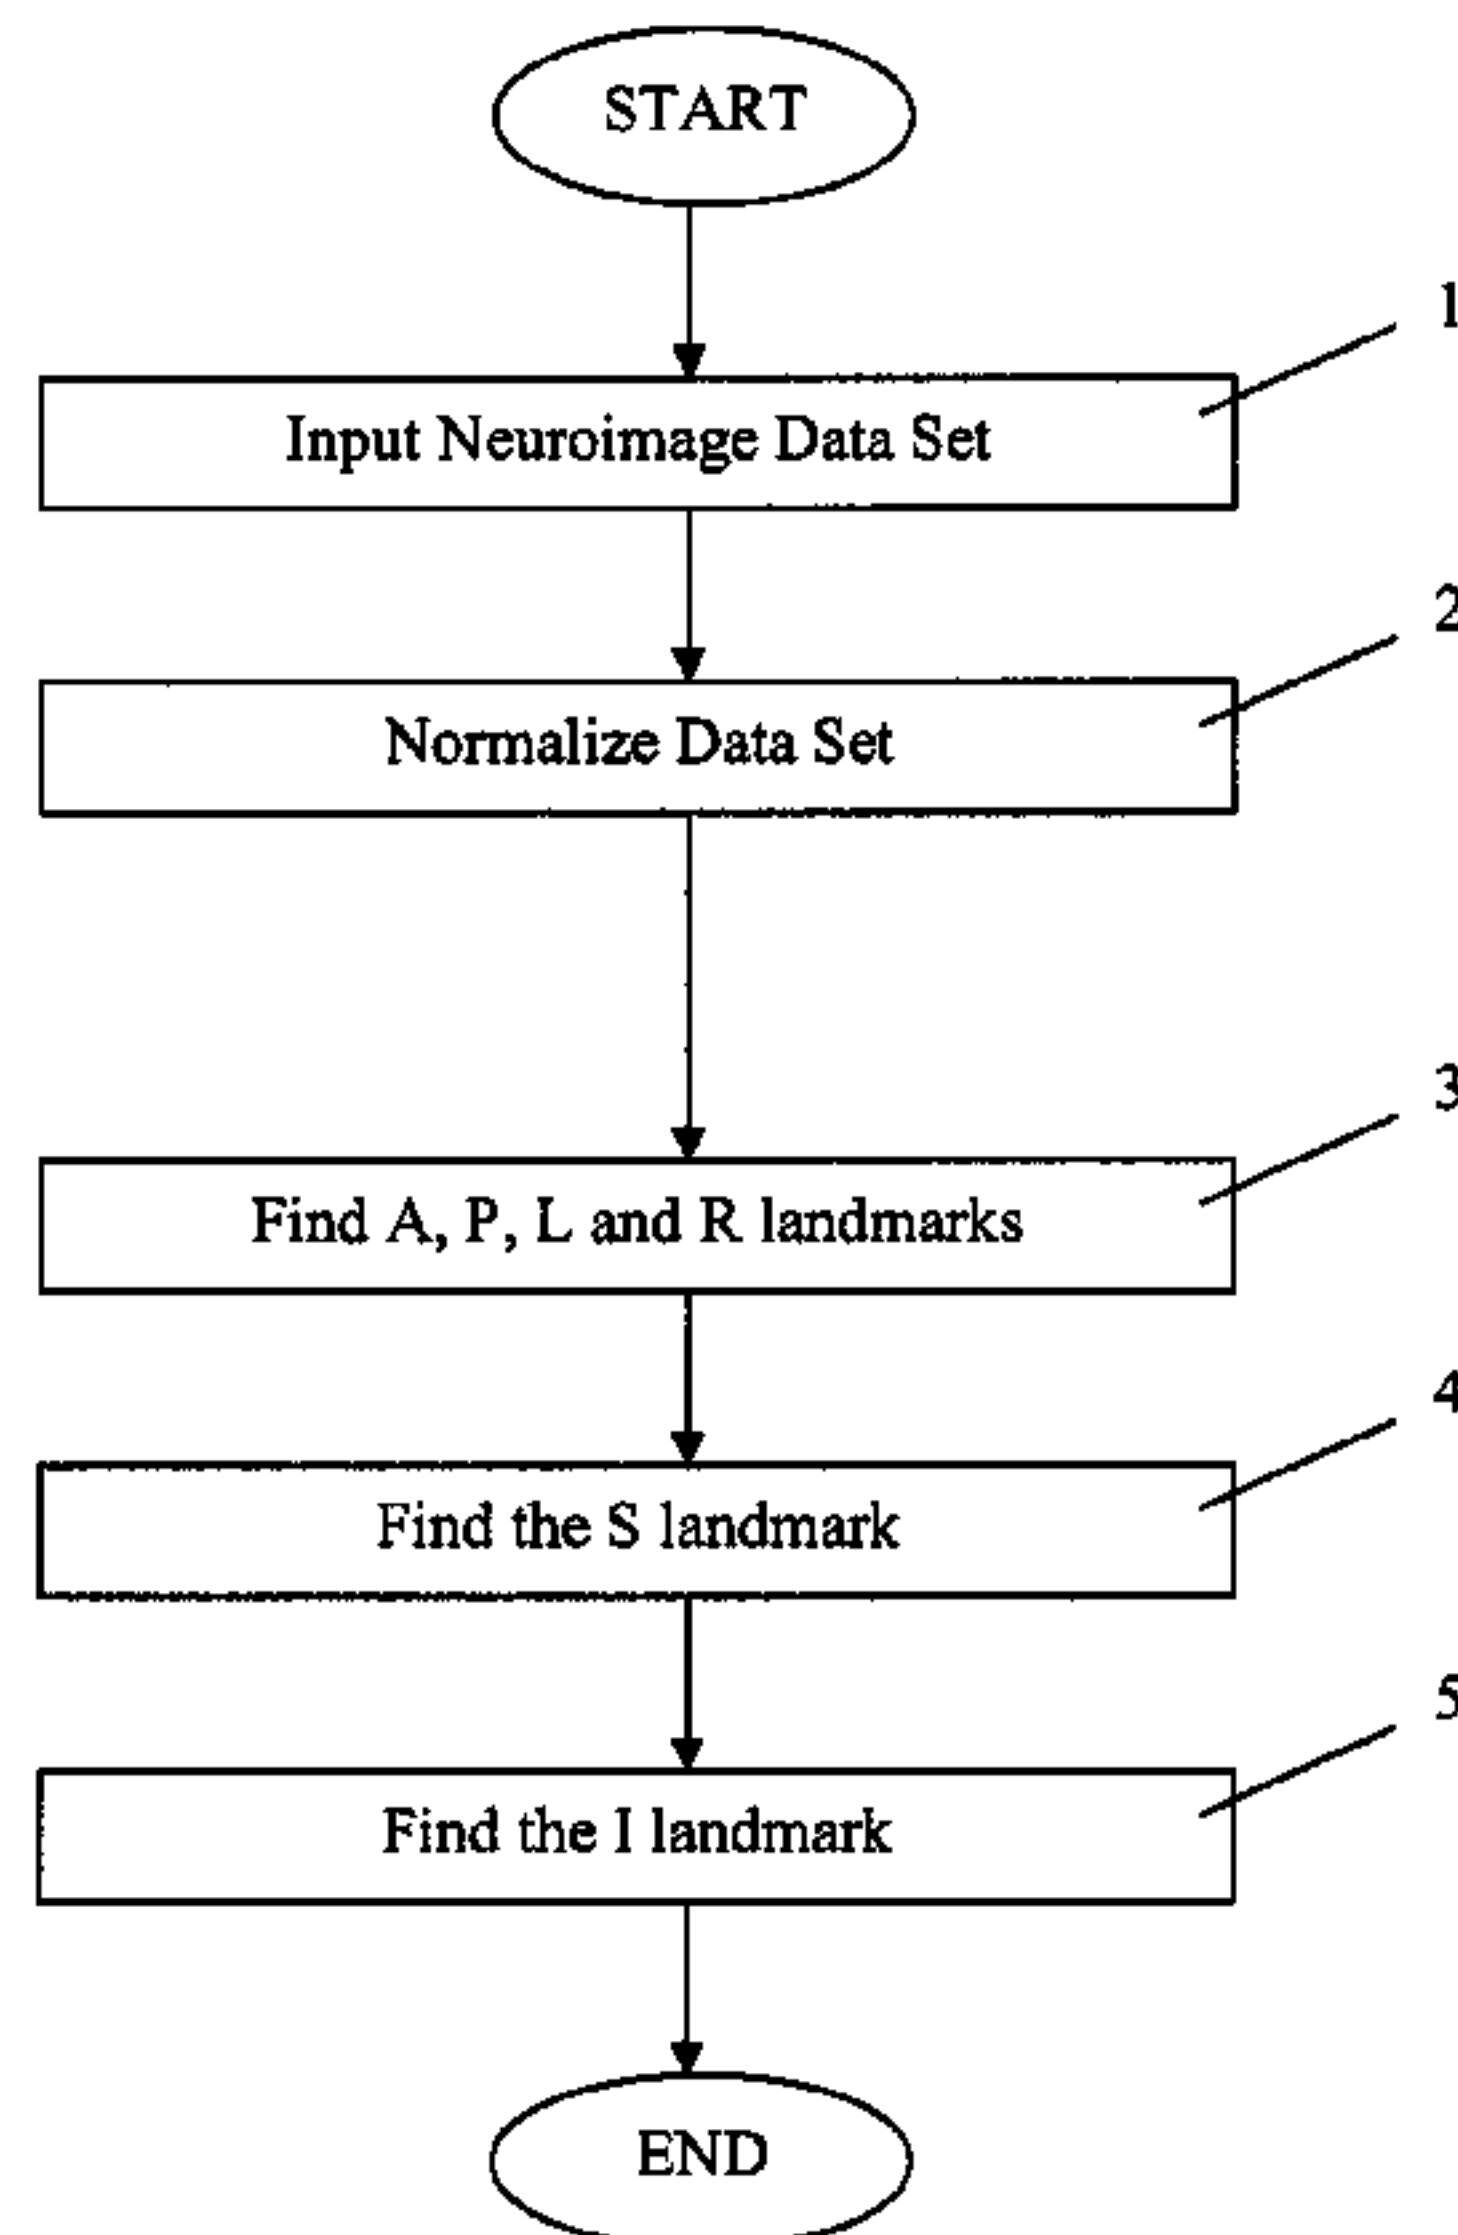 START
1
Input Neuroimage Data Set
2
Normalize Data Set
3
Find A, P, L and R landmarks
4
Find the S landmark
5
Find the I landmark
END